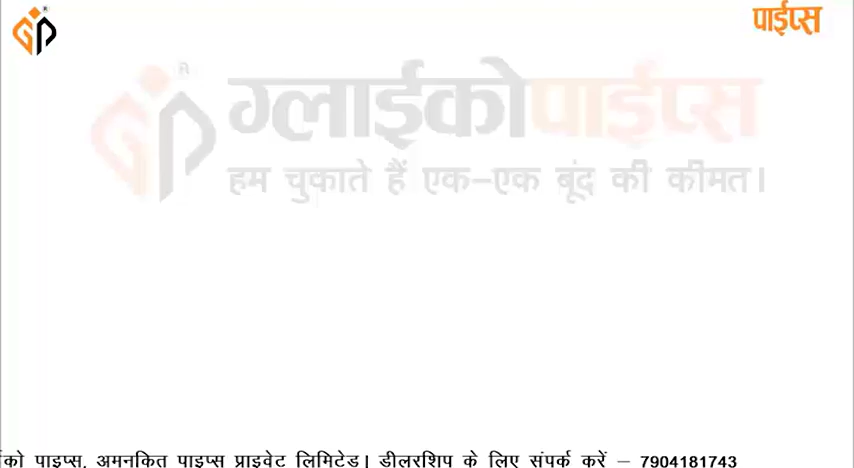 पाईप्स
ग्लाईकोपाईप्स
हम चुकाते हैं एक–एक बूंद की कीमत।
पाइप्स, अमनकित पाइप्स प्राइवेट लिमिटेड। डीलरशिप के लिए संपर्क करें – 7904181743